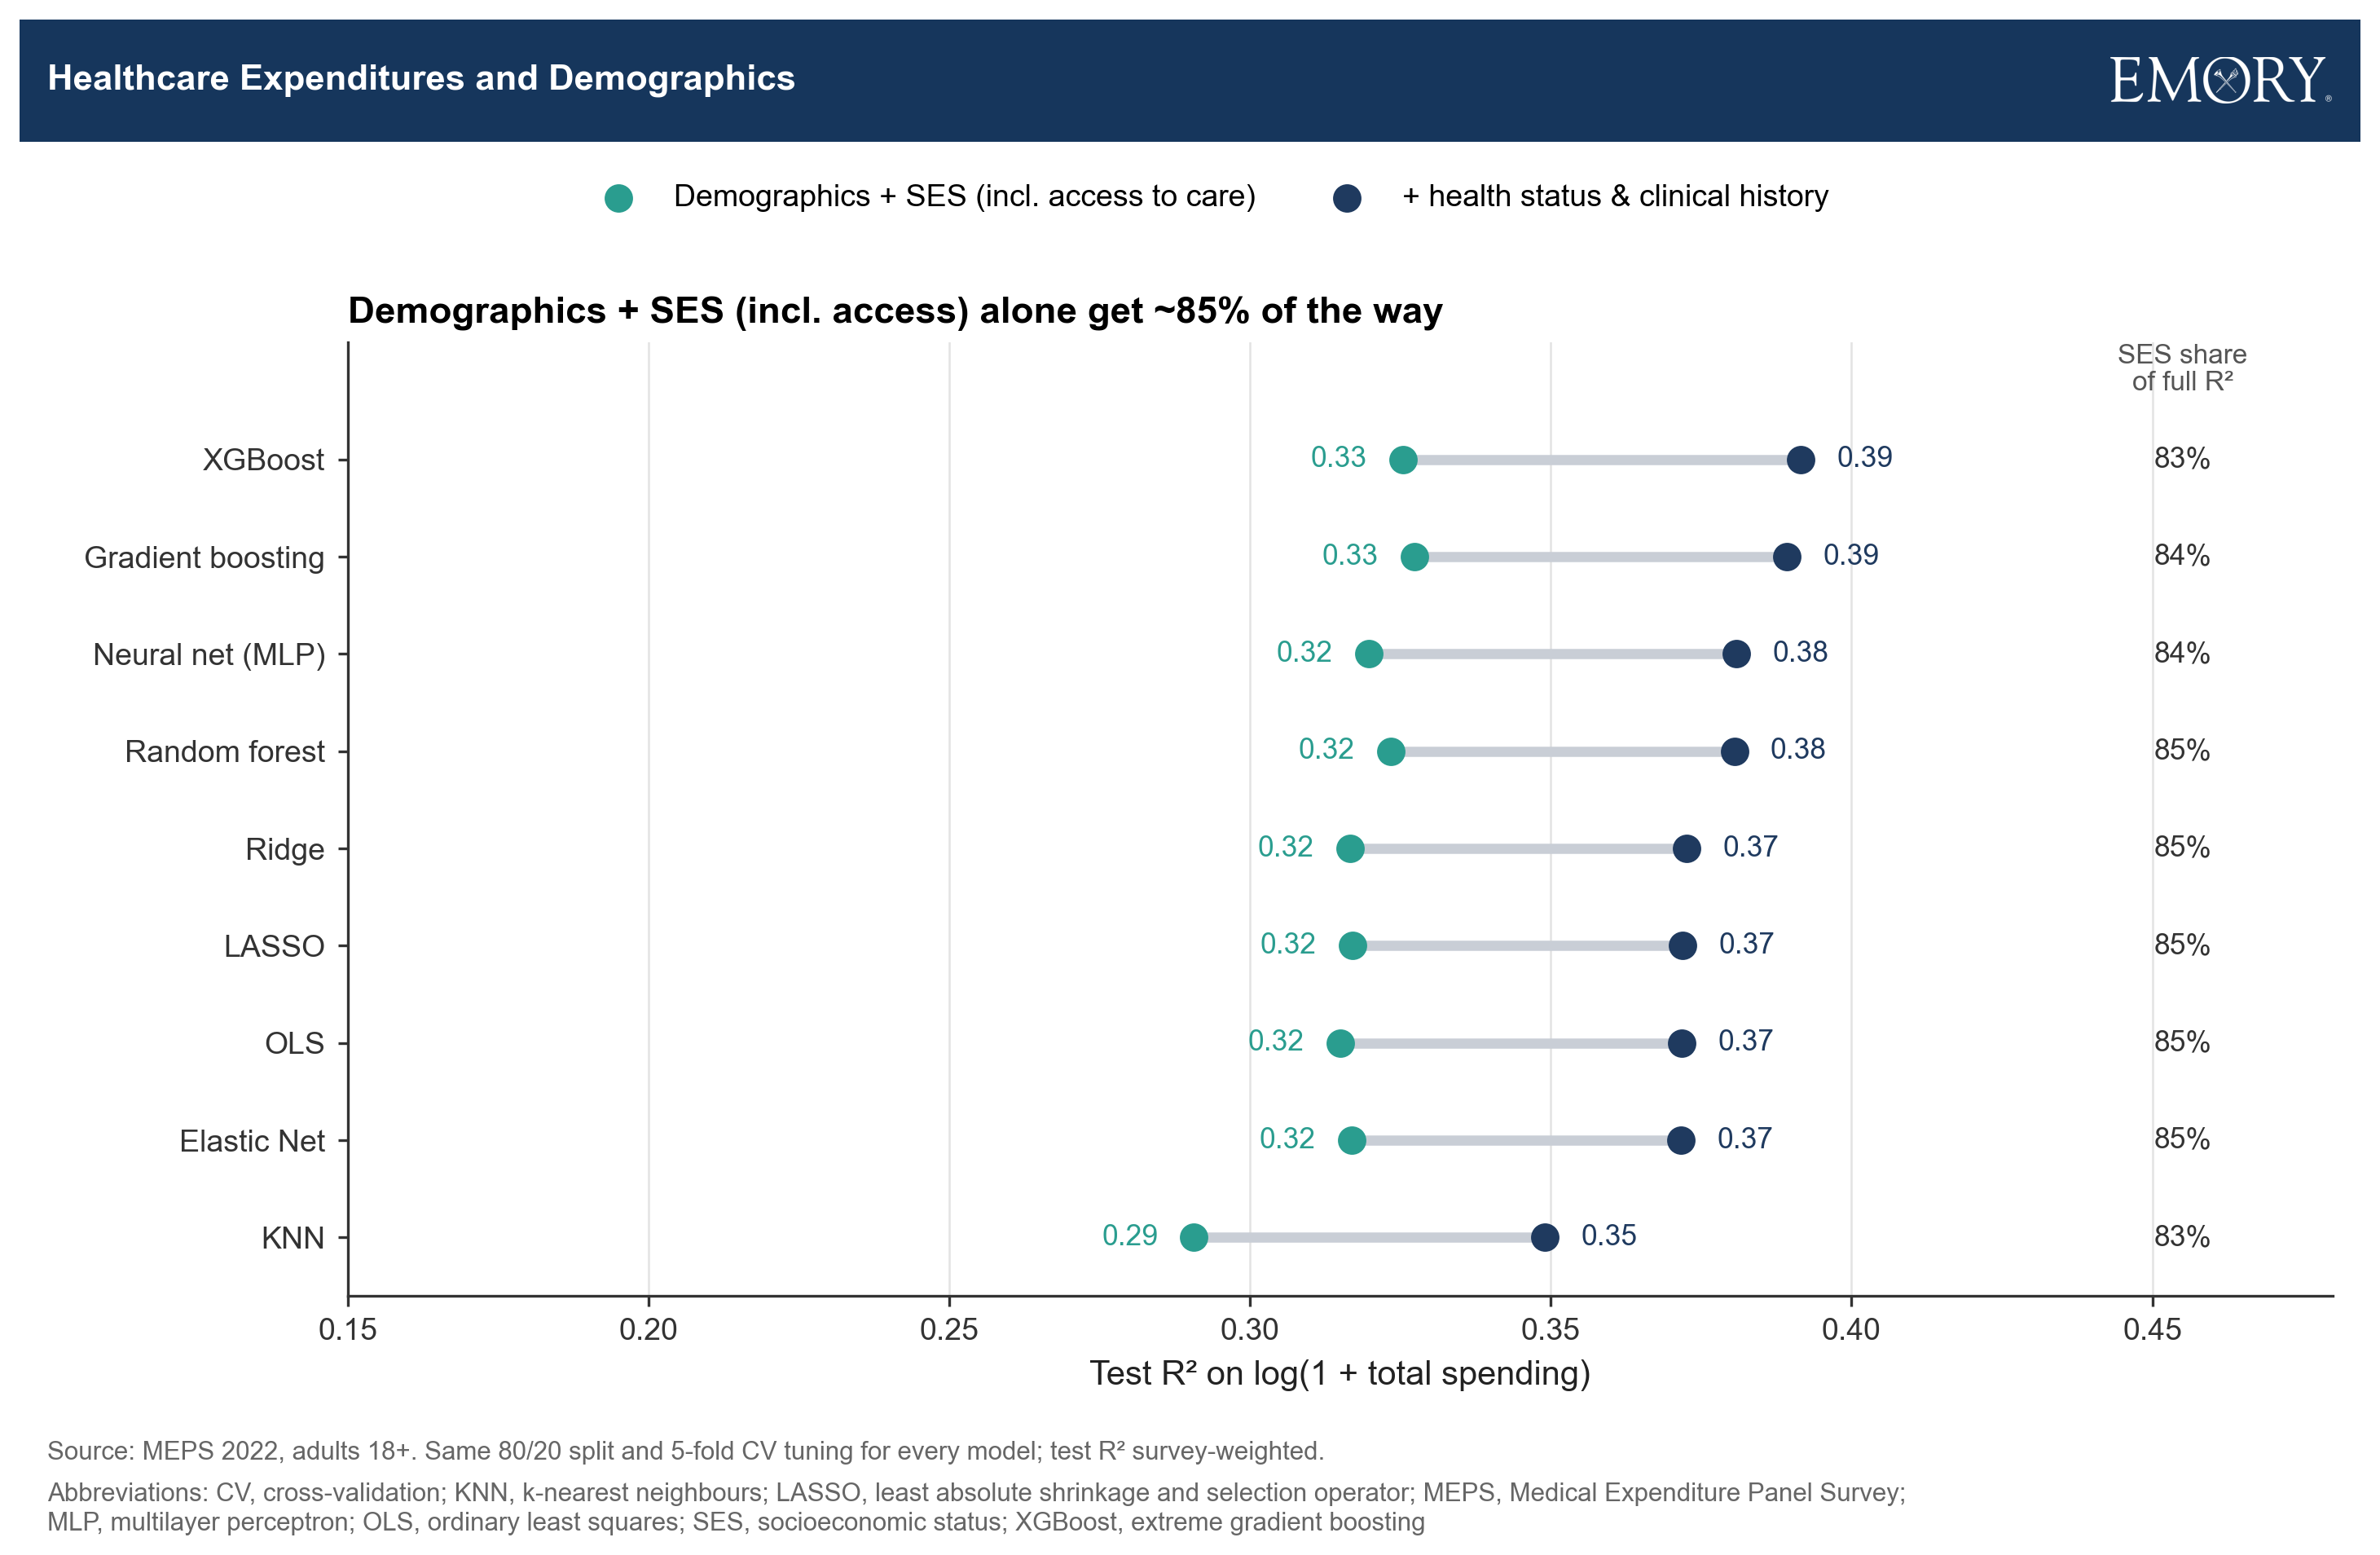 Healthcare Expenditures and Demographics
EMORY®
Demographics + SES (incl. access to care)
+ health status & clinical history
Demographics + SES (incl. access) alone get ~85% of the way
SES share
of full R²
XGBoost 0.33 0.39 83%
Gradient boosting 0.33 0.39 84%
Neural net (MLP) 0.32 0.38 84%
Random forest 0.32 0.38 85%
Ridge 0.32 0.37 85%
LASSO 0.32 0.37 85%
OLS 0.32 0.37 85%
Elastic Net 0.32 0.37 85%
KNN 0.29 0.35 83%
0.15 0.20 0.25 0.30 0.35 0.40 0.45
Test R² on log(1 + total spending)
Source: MEPS 2022, adults 18+. Same 80/20 split and 5-fold CV tuning for every model; test R² survey-weighted.
Abbreviations: CV, cross-validation; KNN, k-nearest neighbours; LASSO, least absolute shrinkage and selection operator; MEPS, Medical Expenditure Panel Survey;
MLP, multilayer perceptron; OLS, ordinary least squares; SES, socioeconomic status; XGBoost, extreme gradient boosting